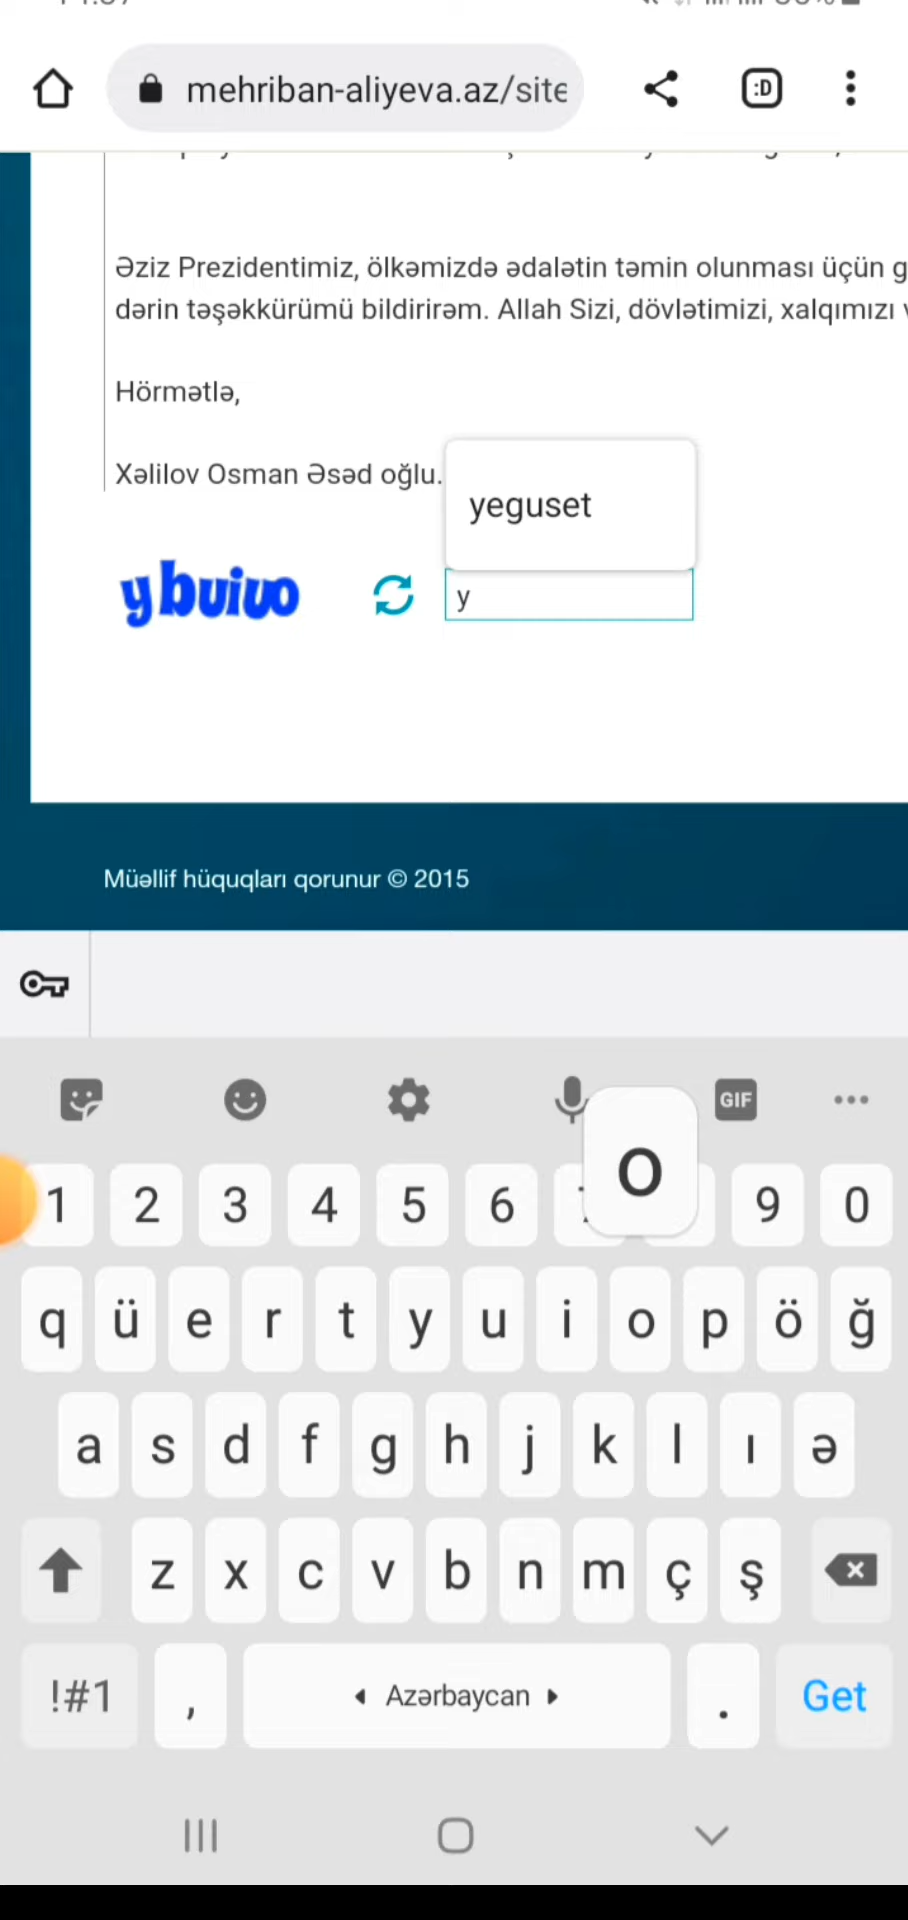 mehriban-aliyeva.az/site
:D
Əziz Prezidentimiz, ölkəmizdə ədalətin təmin olunması üçün g
dərin təşəkkürümü bildirirəm. Allah Sizi, dövlətimizi, xalqımızı
Hörmətlə,
Xəlilov Osman Əsəd oğlu.
yeguset
ybuiuo
y
Müəllif hüquqları qorunur © 2015
GIF
o
1 2 3 4 5 6 9 0
q ü e r t y u i o p ö ğ
a s d f g h j k l ı ə
z x c v b n m ç ş
!#1 , Azərbaycan . Get